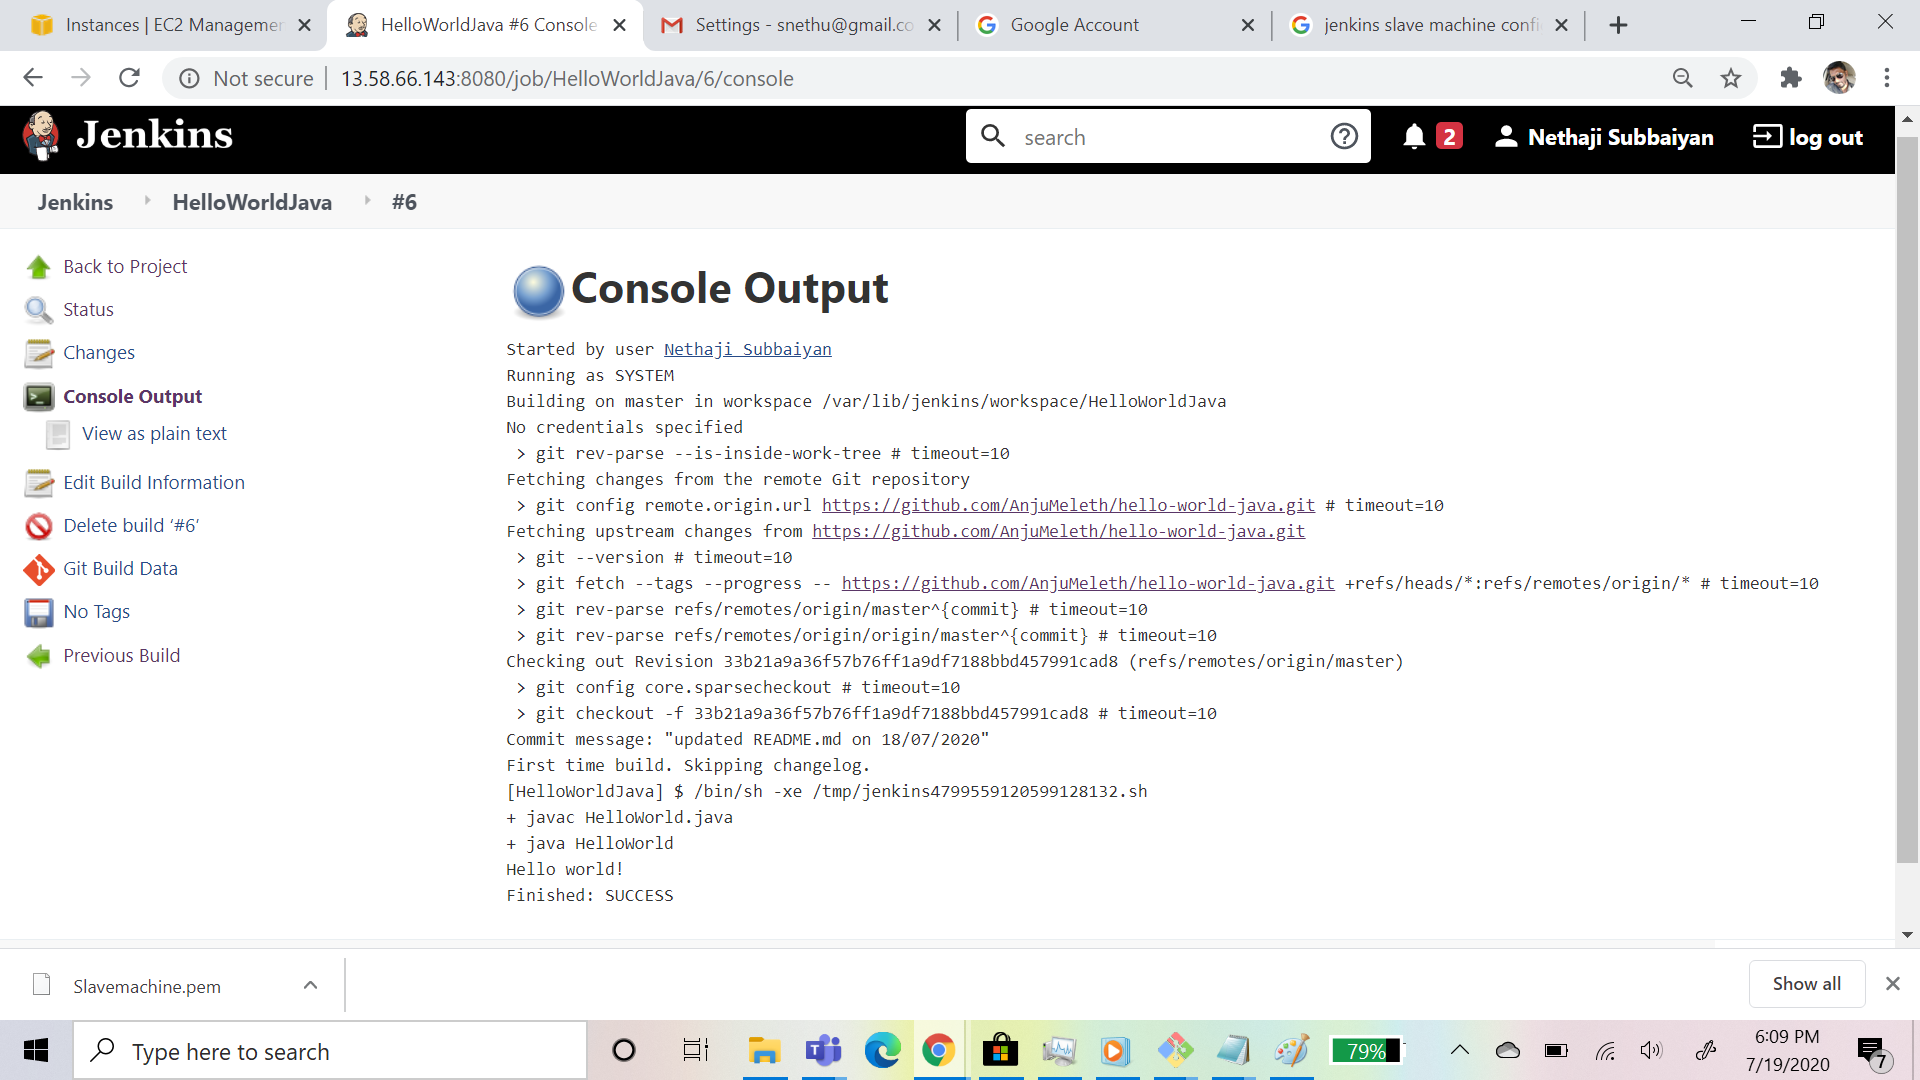 Instances | EC2 Managemen
HelloWorldJava #6 Console
Settings - snethu@gmail.co
Google Account
jenkins slave machine confi
Not secure
13.58.66.143:8080/job/HelloWorldJava/6/console
Jenkins
search
2
Nethaji Subbaiyan
log out
Jenkins
HelloWorldJava
#6
Back to Project
Status
Changes
Console Output
View as plain text
Edit Build Information
Delete build ‘#6’
Git Build Data
No Tags
Previous Build
Console Output
Started by user Nethaji Subbaiyan
Running as SYSTEM
Building on master in workspace /var/lib/jenkins/workspace/HelloWorldJava
No credentials specified
> git rev-parse --is-inside-work-tree # timeout=10
Fetching changes from the remote Git repository
> git config remote.origin.url https://github.com/AnjuMeleth/hello-world-java.git # timeout=10
Fetching upstream changes from https://github.com/AnjuMeleth/hello-world-java.git
> git --version # timeout=10
> git fetch --tags --progress -- https://github.com/AnjuMeleth/hello-world-java.git +refs/heads/*:refs/remotes/origin/* # timeout=10
> git rev-parse refs/remotes/origin/master^{commit} # timeout=10
> git rev-parse refs/remotes/origin/origin/master^{commit} # timeout=10
Checking out Revision 33b21a9a36f57b76ff1a9df7188bbd457991cad8 (refs/remotes/origin/master)
> git config core.sparsecheckout # timeout=10
> git checkout -f 33b21a9a36f57b76ff1a9df7188bbd457991cad8 # timeout=10
Commit message: "updated README.md on 18/07/2020"
First time build. Skipping changelog.
[HelloWorldJava] $ /bin/sh -xe /tmp/jenkins4799559120599128132.sh
+ javac HelloWorld.java
+ java HelloWorld
Hello world!
Finished: SUCCESS
Slavemachine.pem
Show all
Type here to search
79%
6:09 PM
7/19/2020
7